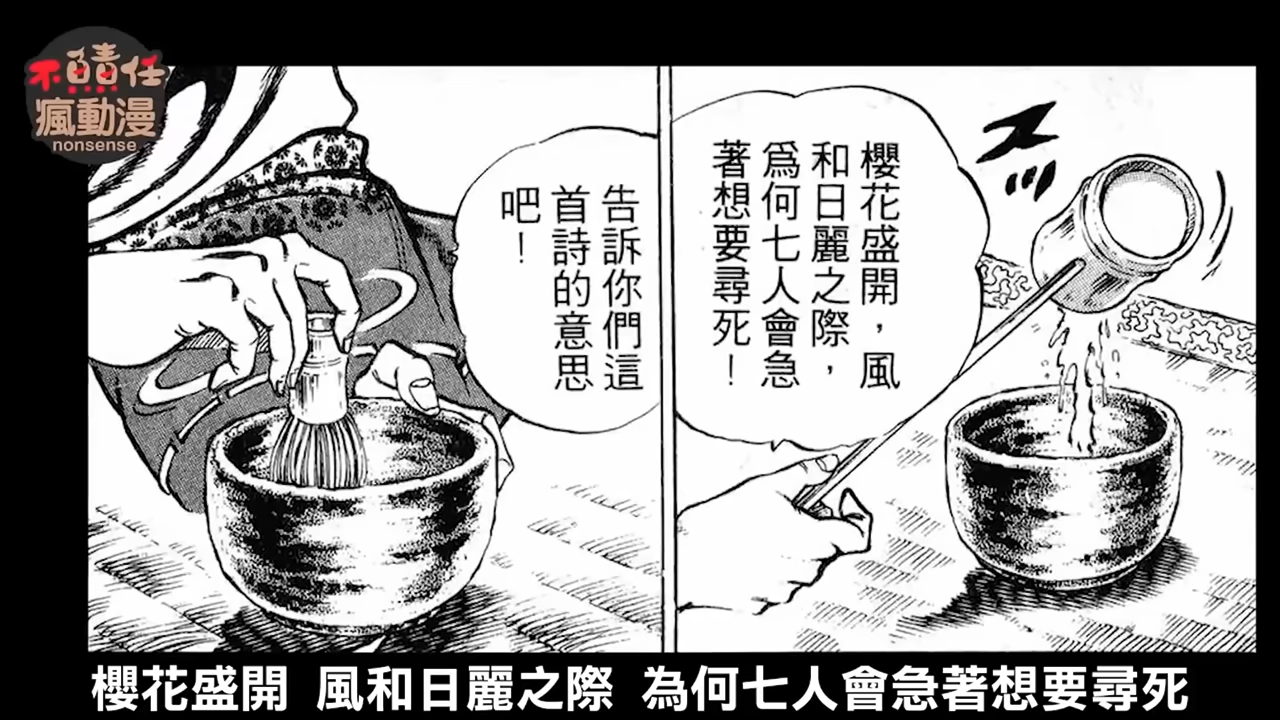 不責任
瘋動漫
nonsense
櫻花盛開，風
和日麗之際，
爲何七人會急
著想要尋死！
ス
ッ
告訴你們這
首詩的意思
吧！
櫻花盛開 風和日麗之際 為何七人會急著想要尋死